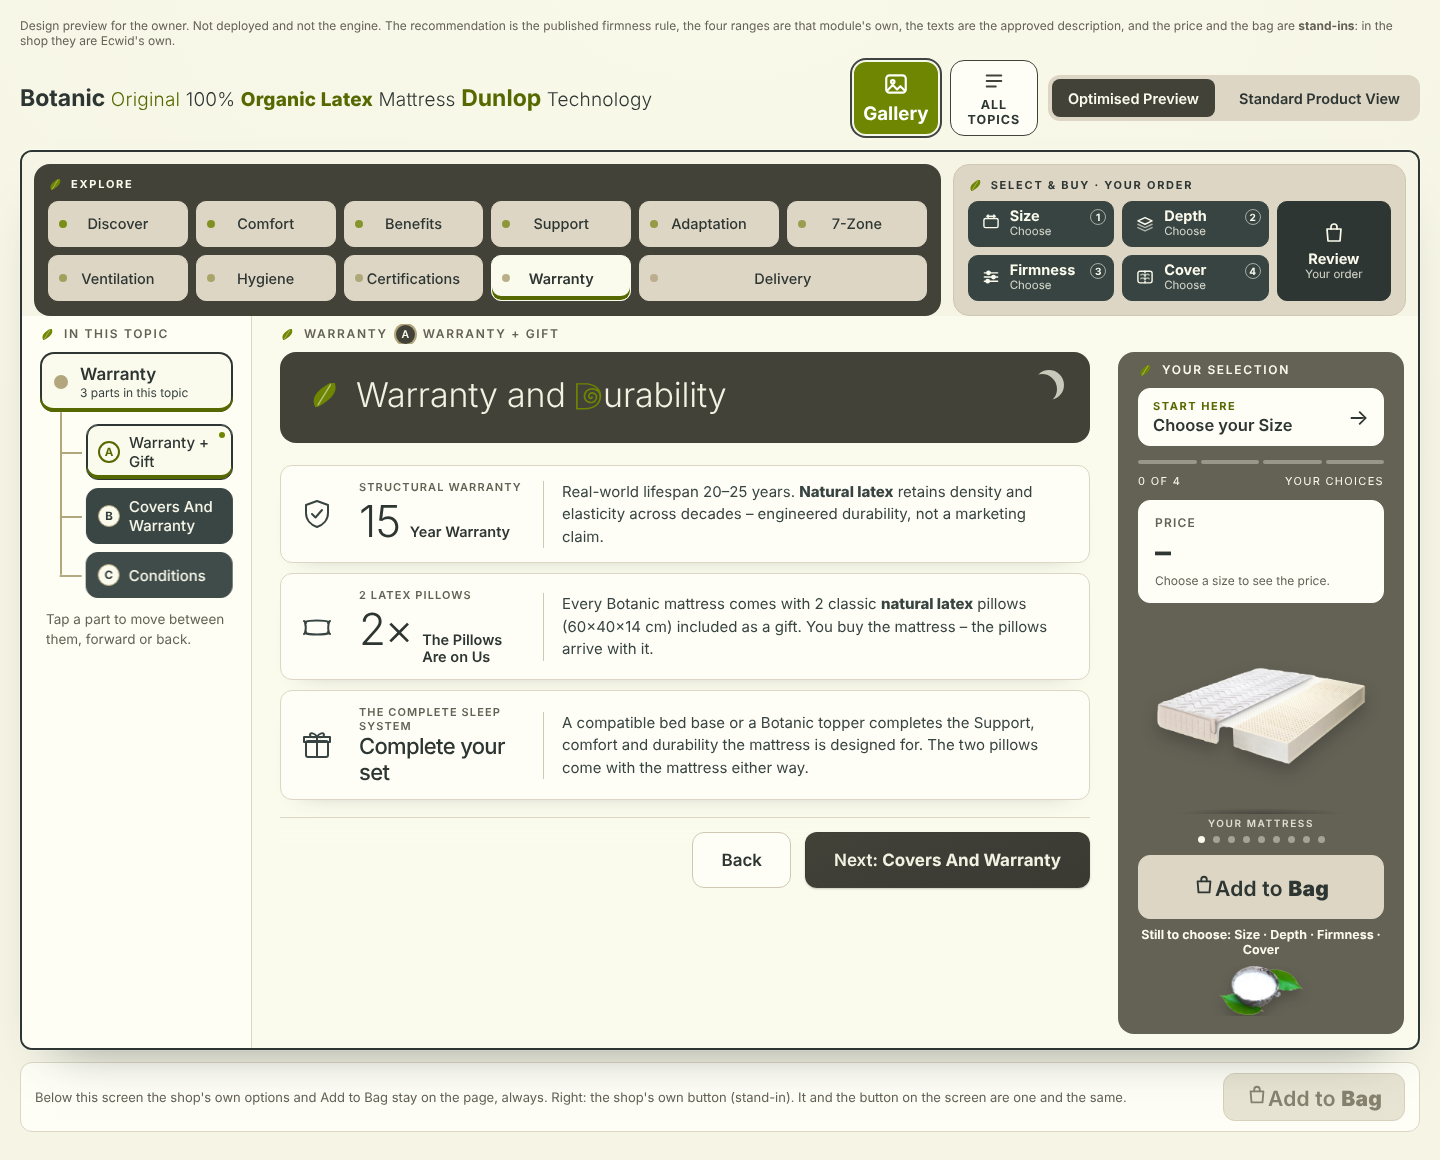 Design preview for the owner. Not deployed and not the engine. The recommendation is the published firmness rule, the four ranges are that module's own, the texts are the approved description, and the price and the bag are stand-ins: in the
shop they are Ecwid's own.
Botanic Original 100% Organic Latex Mattress Dunlop Technology
Gallery
ALL
TOPICS
Optimised Preview
Standard Product View
EXPLORE
Discover
Comfort
Benefits
Support
Adaptation
7-Zone
Ventilation
Hygiene
Certifications
Warranty
Delivery
SELECT & BUY · YOUR ORDER
Size
Choose
1
Depth
Choose
2
Firmness
Choose
3
Cover
Choose
4
Review
Your order
IN THIS TOPIC
Warranty
3 parts in this topic
A
Warranty +
Gift
B
Covers And
Warranty
C
Conditions
Tap a part to move between
them, forward or back.
WARRANTY A WARRANTY + GIFT
Warranty and Durability
STRUCTURAL WARRANTY
15 Year Warranty
Real-world lifespan 20–25 years. Natural latex retains density and
elasticity across decades – engineered durability, not a marketing
claim.
2 LATEX PILLOWS
2× The Pillows
Are on Us
Every Botanic mattress comes with 2 classic natural latex pillows
(60×40×14 cm) included as a gift. You buy the mattress – the pillows
arrive with it.
THE COMPLETE SLEEP
SYSTEM
Complete your
set
A compatible bed base or a Botanic topper completes the Support,
comfort and durability the mattress is designed for. The two pillows
come with the mattress either way.
Back
Next: Covers And Warranty
YOUR SELECTION
START HERE
Choose your Size
0 OF 4
YOUR CHOICES
PRICE
–
Choose a size to see the price.
YOUR MATTRESS
Add to Bag
Still to choose: Size · Depth · Firmness ·
Cover
Below this screen the shop's own options and Add to Bag stay on the page, always. Right: the shop's own button (stand-in). It and the button on the screen are one and the same.
Add to Bag